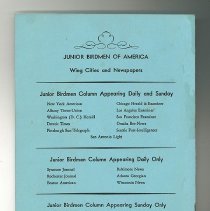 JUNIOR BIRDMEN OF AMERICA
Wing Cities and Newspapers
Junior Birdmen Column Appearing Daily and Sunday
New York American
Chicago Herald & Examiner
Albany Times-Union
Los Angeles Examiner
Washington (D. C.) Herald
San Francisco Examiner
Detroit Times
Omaha Bee-News
Pittsburgh Sun-Telegraph
Seattle Post-Intelligencer
San Antonio Light
Junior Birdmen Column Appearing Daily Only
Syracuse Journal
Baltimore News
Rochester Journal
Atlanta Georgian
Boston American
Wisconsin News
Junior Birdmen Column Appearing Sunday Only